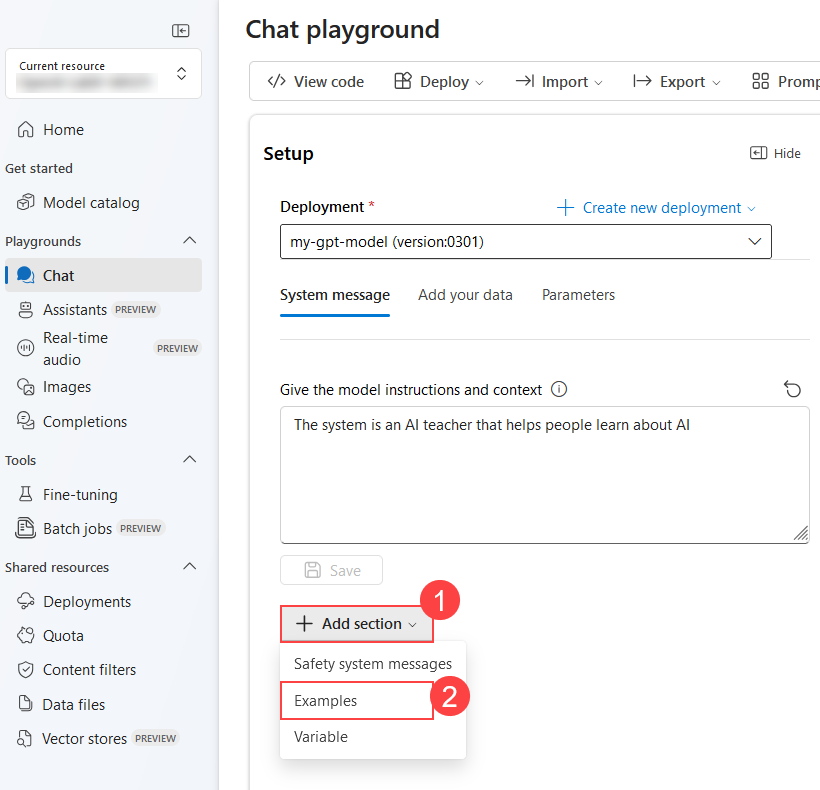 Current resource
Home
Get started
Model catalog
Playgrounds
Chat
Assistants PREVIEW
Real-time audio PREVIEW
Images
Completions
Tools
Fine-tuning
Batch jobs PREVIEW
Shared resources
Deployments
Quota
Content filters
Data files
Vector stores PREVIEW
Chat playground
View code Deploy Import Export Promp
Setup Hide
Deployment * Create new deployment
my-gpt-model (version:0301)
System message Add your data Parameters
Give the model instructions and context
The system is an AI teacher that helps people learn about AI
Save
Add section 1
Safety system messages
Examples 2
Variable